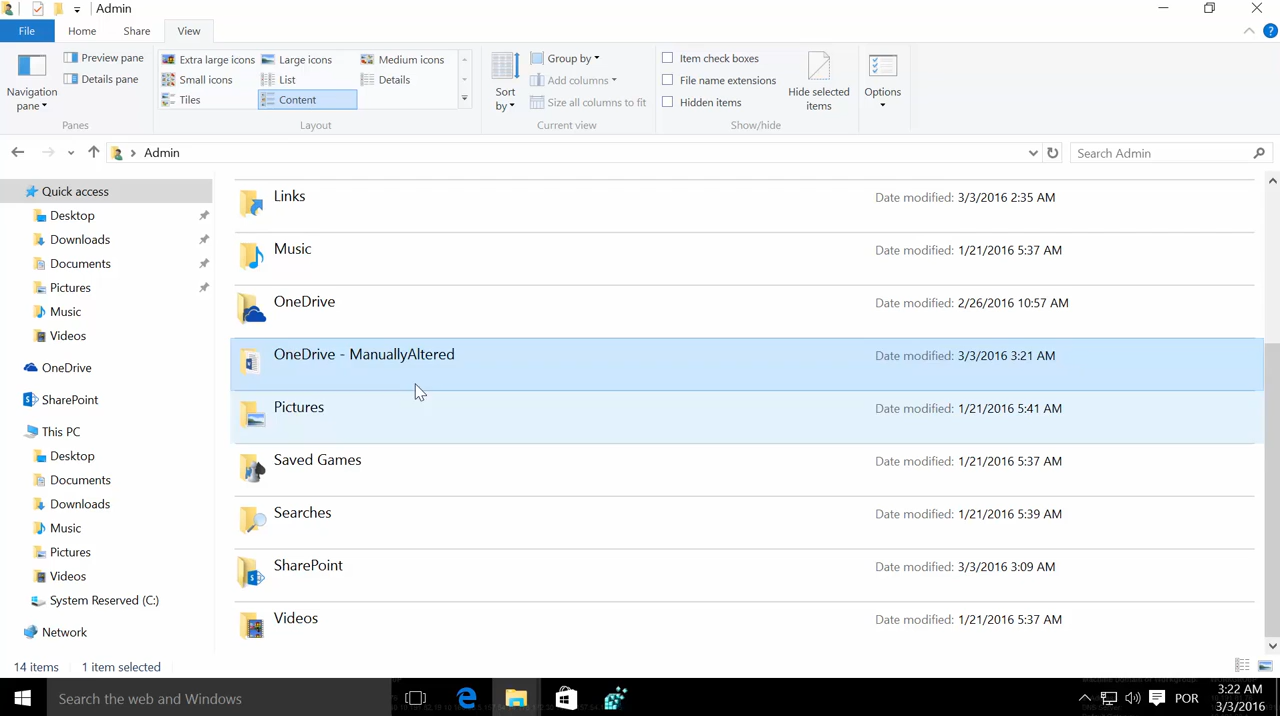 Admin
File Home Share View
Navigation pane
Preview pane
Details pane
Panes
Extra large icons Large icons Medium icons
Small icons List Details
Tiles Content
Layout
Sort by
Group by
Add columns
Size all columns to fit
Current view
Item check boxes
File name extensions
Hidden items
Hide selected items
Show/hide
Options
Admin
Search Admin
Quick access
Desktop
Downloads
Documents
Pictures
Music
Videos
OneDrive
SharePoint
This PC
Desktop
Documents
Downloads
Music
Pictures
Videos
System Reserved (C:)
Network
Links Date modified: 3/3/2016 2:35 AM
Music Date modified: 1/21/2016 5:37 AM
OneDrive Date modified: 2/26/2016 10:57 AM
OneDrive - ManuallyAltered Date modified: 3/3/2016 3:21 AM
Pictures Date modified: 1/21/2016 5:41 AM
Saved Games Date modified: 1/21/2016 5:37 AM
Searches Date modified: 1/21/2016 5:39 AM
SharePoint Date modified: 3/3/2016 3:09 AM
Videos Date modified: 1/21/2016 5:37 AM
14 items 1 item selected
Search the web and Windows
POR
3:22 AM
3/3/2016